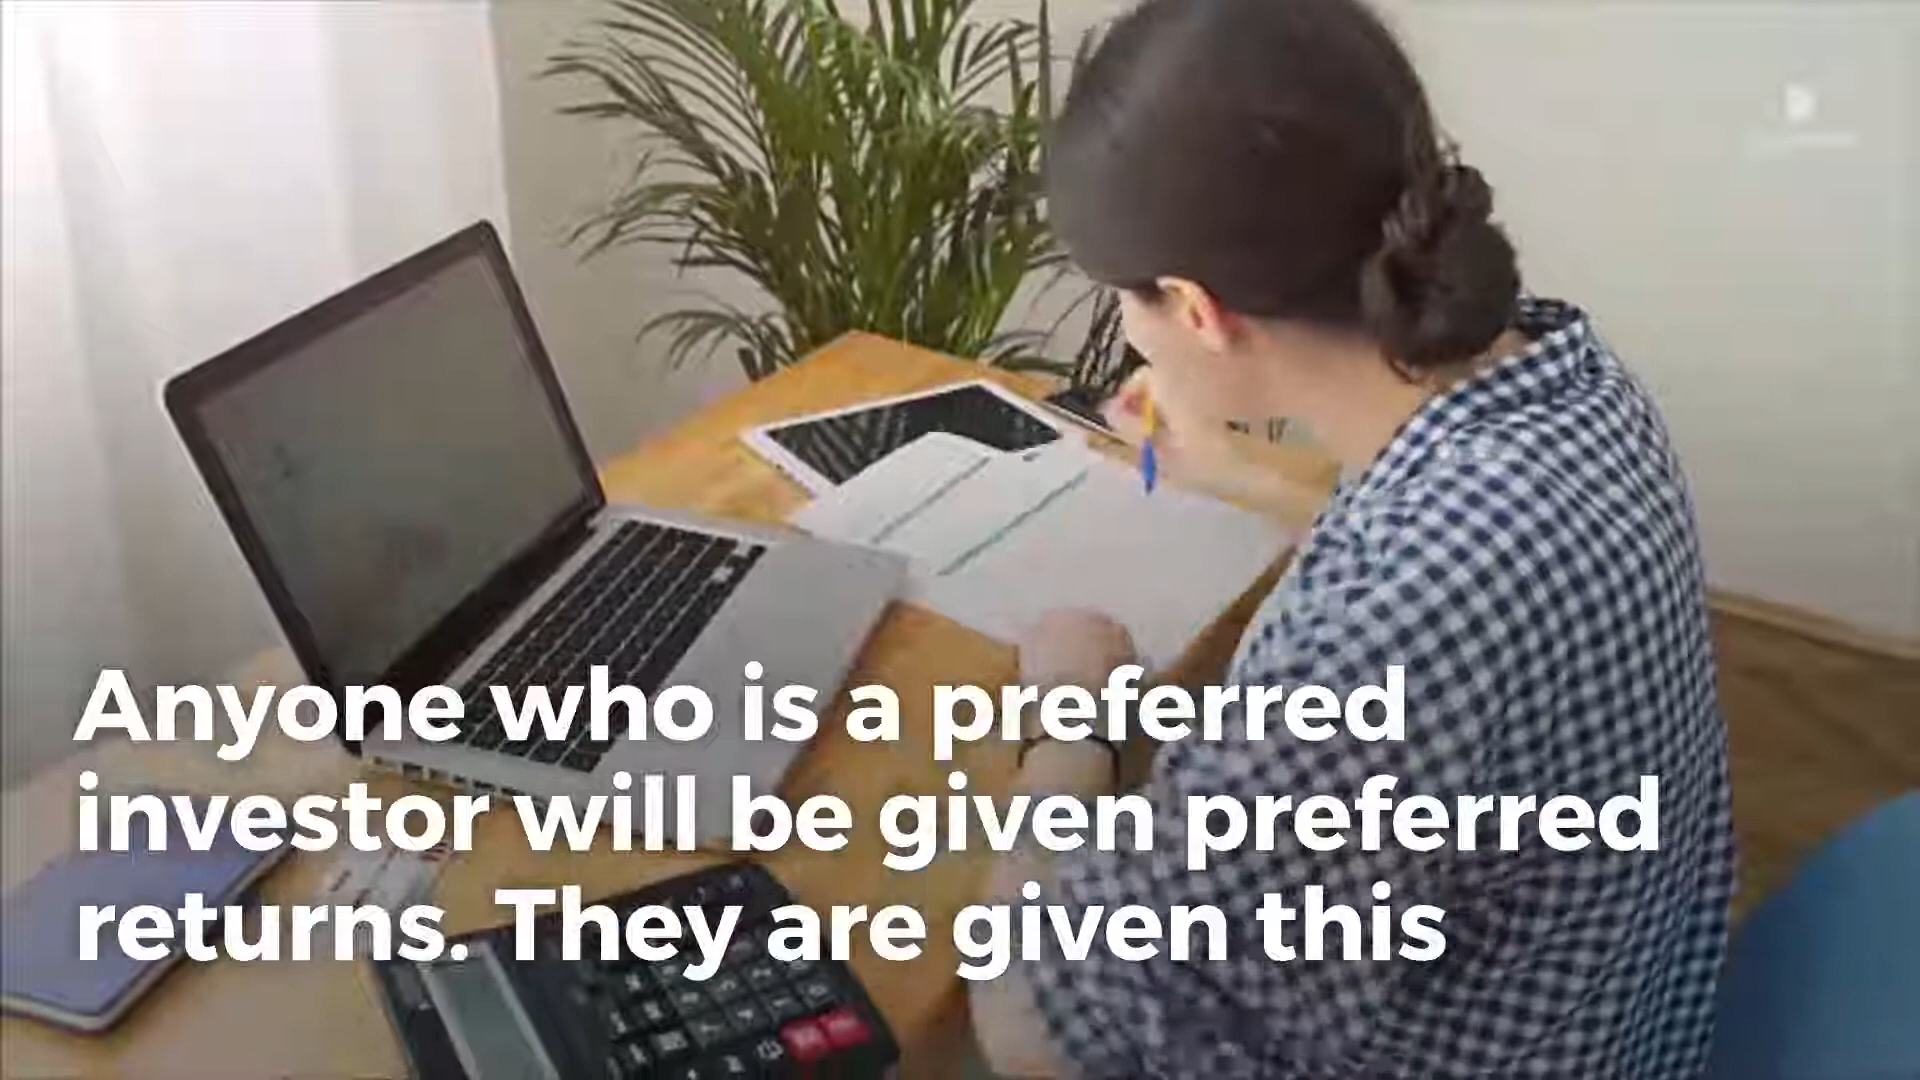 Anyone who is a preferred
investor will be given preferred
returns. They are given this